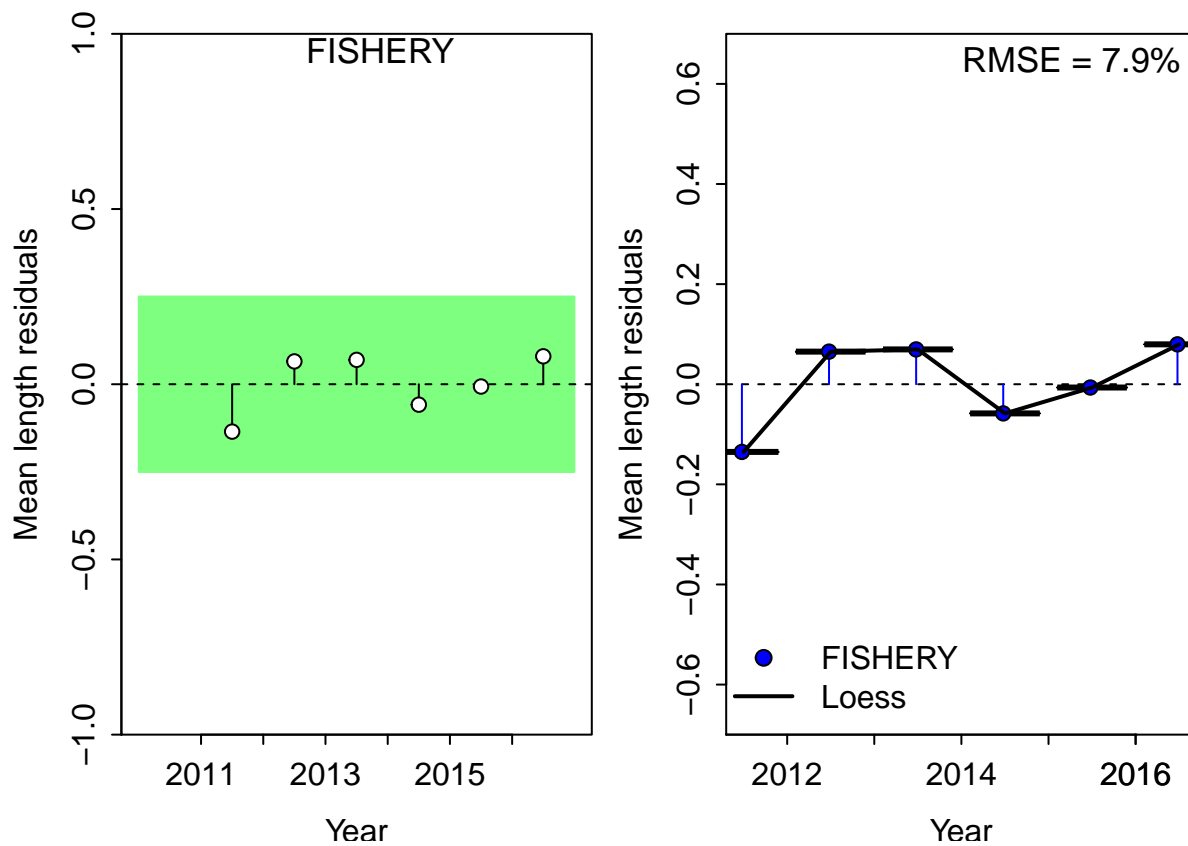 FISHERY
Mean length residuals
1.0
0.5
0.0
−0.5
−1.0
2011 2013 2015
Year
RMSE = 7.9%
Mean length residuals
0.6
0.4
0.2
0.0
−0.2
−0.4
−0.6
FISHERY
Loess
2012 2014 2016
Year